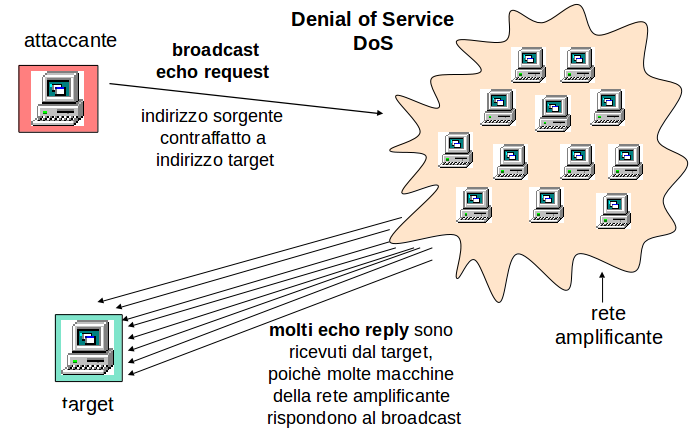 Denial of Service
DoS
attaccante
broadcast
echo request
indirizzo sorgente
contraffatto a
indirizzo target
rete
amplificante
molti echo reply sono
ricevuti dal target,
poichè molte macchine
della rete amplificante
rispondono al broadcast
target